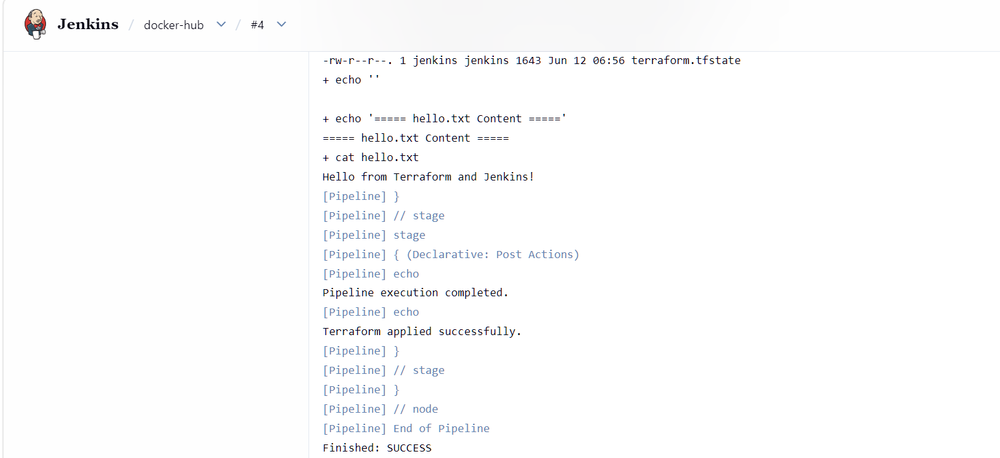 Jenkins / docker-hub / #4
-rw-r--r--. 1 jenkins jenkins 1643 Jun 12 06:56 terraform.tfstate
+ echo ''
+ echo '===== hello.txt Content ====='
===== hello.txt Content =====
+ cat hello.txt
Hello from Terraform and Jenkins!
[Pipeline] }
[Pipeline] // stage
[Pipeline] stage
[Pipeline] { (Declarative: Post Actions)
[Pipeline] echo
Pipeline execution completed.
[Pipeline] echo
Terraform applied successfully.
[Pipeline] }
[Pipeline] // stage
[Pipeline] }
[Pipeline] // node
[Pipeline] End of Pipeline
Finished: SUCCESS